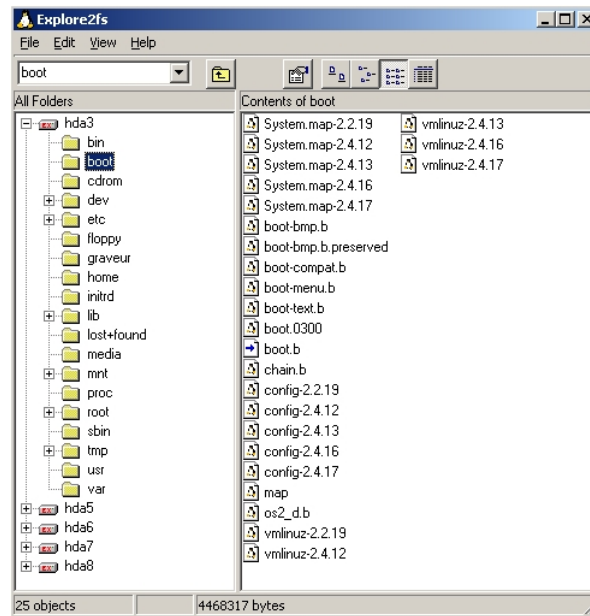 Explore2fs
File Edit View Help
boot
All Folders
hda3
bin
boot
cdrom
dev
etc
floppy
graveur
home
initrd
lib
lost+found
media
mnt
proc
root
sbin
tmp
usr
var
hda5
hda6
hda7
hda8
Contents of boot
System.map-2.2.19
System.map-2.4.12
System.map-2.4.13
System.map-2.4.16
System.map-2.4.17
boot-bmp.b
boot-bmp.b.preserved
boot-compat.b
boot-menu.b
boot-text.b
boot.0300
boot.b
chain.b
config-2.2.19
config-2.4.12
config-2.4.13
config-2.4.16
config-2.4.17
map
os2_d.b
vmlinuz-2.2.19
vmlinuz-2.4.12
vmlinuz-2.4.13
vmlinuz-2.4.16
vmlinuz-2.4.17
25 objects
4468317 bytes